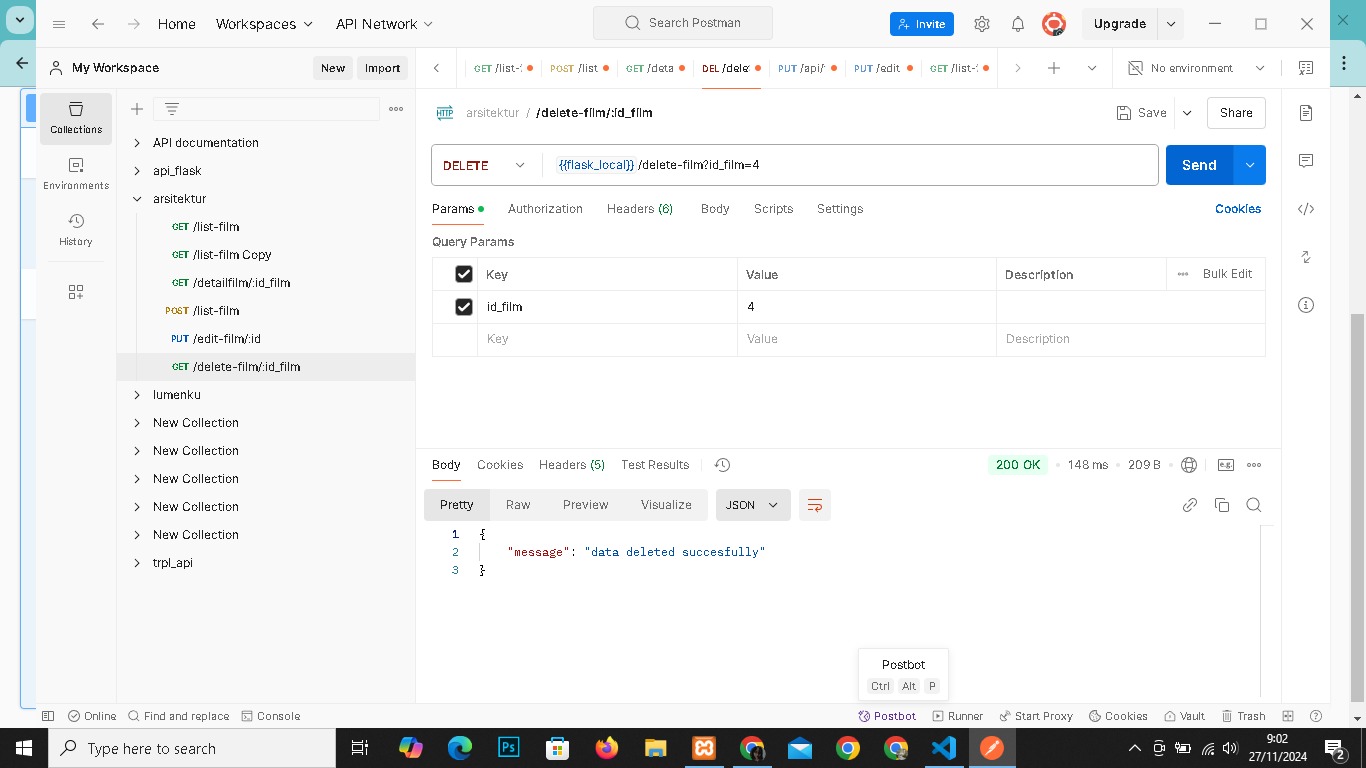 Home
Workspaces
API Network
Search Postman
Invite
Upgrade
My Workspace
New
Import
GET /list-
POST /list
GET /deta
DEL /dele
PUT /api/
PUT /edit
GET /list-
No environment
Collections
Environments
History
API documentation
api_flask
arsitektur
GET /list-film
GET /list-film Copy
GET /detailfilm/:id_film
POST /list-film
PUT /edit-film/:id
GET /delete-film/:id_film
lumenku
New Collection
New Collection
New Collection
New Collection
New Collection
trpl_api
HTTP arsitektur / /delete-film/:id_film
Save
Share
DELETE
{{flask_local}} /delete-film?id_film=4
Send
Params
Authorization
Headers (6)
Body
Scripts
Settings
Cookies
Query Params
Key
Value
Description
Bulk Edit
id_film
4
Key
Value
Description
Body
Cookies
Headers (5)
Test Results
200 OK
148 ms
209 B
e.g.
Pretty
Raw
Preview
Visualize
JSON
1 {
2 "message": "data deleted succesfully"
3 }
Postbot
Ctrl Alt P
Online
Find and replace
Console
Postbot
Runner
Start Proxy
Cookies
Vault
Trash
Type here to search
Ps
9:02
27/11/2024
2